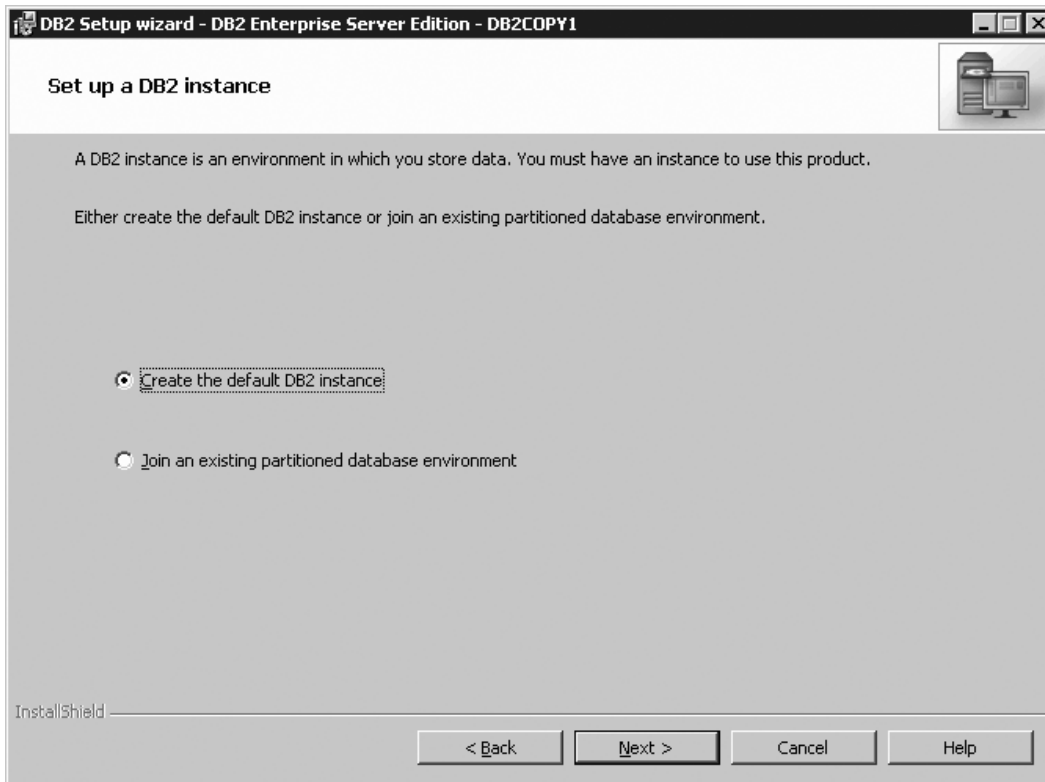 DB2 Setup wizard - DB2 Enterprise Server Edition - DB2COPY1
Set up a DB2 instance
A DB2 instance is an environment in which you store data. You must have an instance to use this product.
Either create the default DB2 instance or join an existing partitioned database environment.
Create the default DB2 instance
Join an existing partitioned database environment
InstallShield
< Back Next > Cancel Help